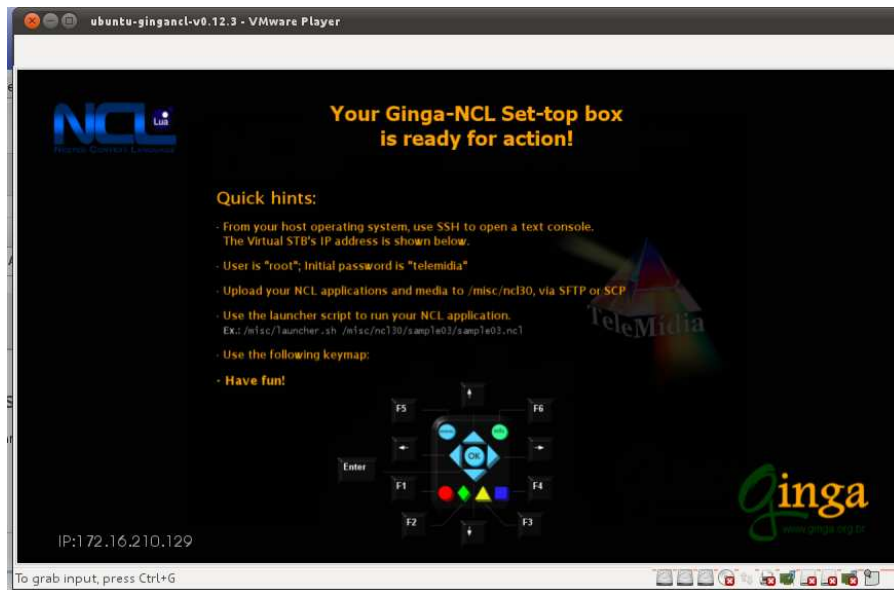 ubuntu-gingancl-v0.12.3 - VMware Player
NCL
Lua
Nested Context Language
Your Ginga-NCL Set-top box
is ready for action!
Quick hints:
- From your host operating system, use SSH to open a text console.
The Virtual STB's IP address is shown below.
- User is "root"; Initial password is "telemidia"
- Upload your NCL applications and media to /misc/ncl30, via SFTP or SCP
- Use the launcher script to run your NCL application.
Ex.: /misc/launcher.sh /misc/ncl30/sample03/sample03.ncl
- Use the following keymap:
- Have fun!
TeleMídia
F5
F6
OK
Enter
F1
F4
F2
F3
ginga
www.ginga.org.br
IP:172.16.210.129
To grab input, press Ctrl+G